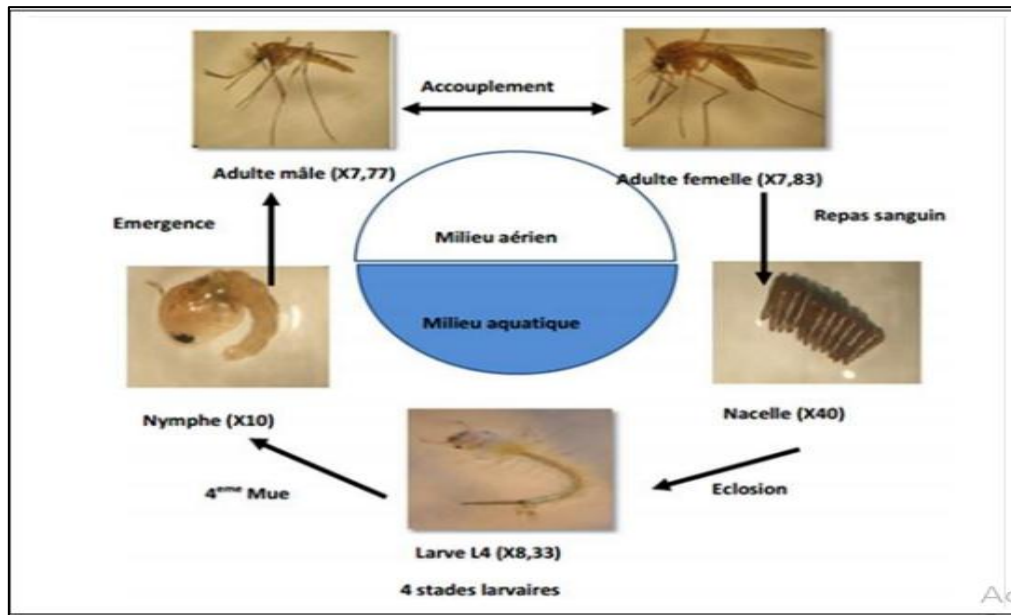 Accouplement
Adulte mâle (X7,77)
Adulte femelle (X7,83)
Emergence
Repas sanguin
Milieu aérien
Milieu aquatique
Nymphe (X10)
Nacelle (X40)
4eme Mue
Eclosion
Larve L4 (X8,33)
4 stades larvaires